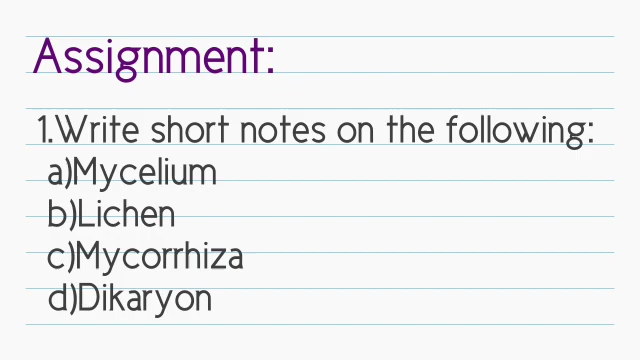 Assignment:
1.Write short notes on the following:
a)Mycelium
b)Lichen
c)Mycorrhiza
d)Dikaryon